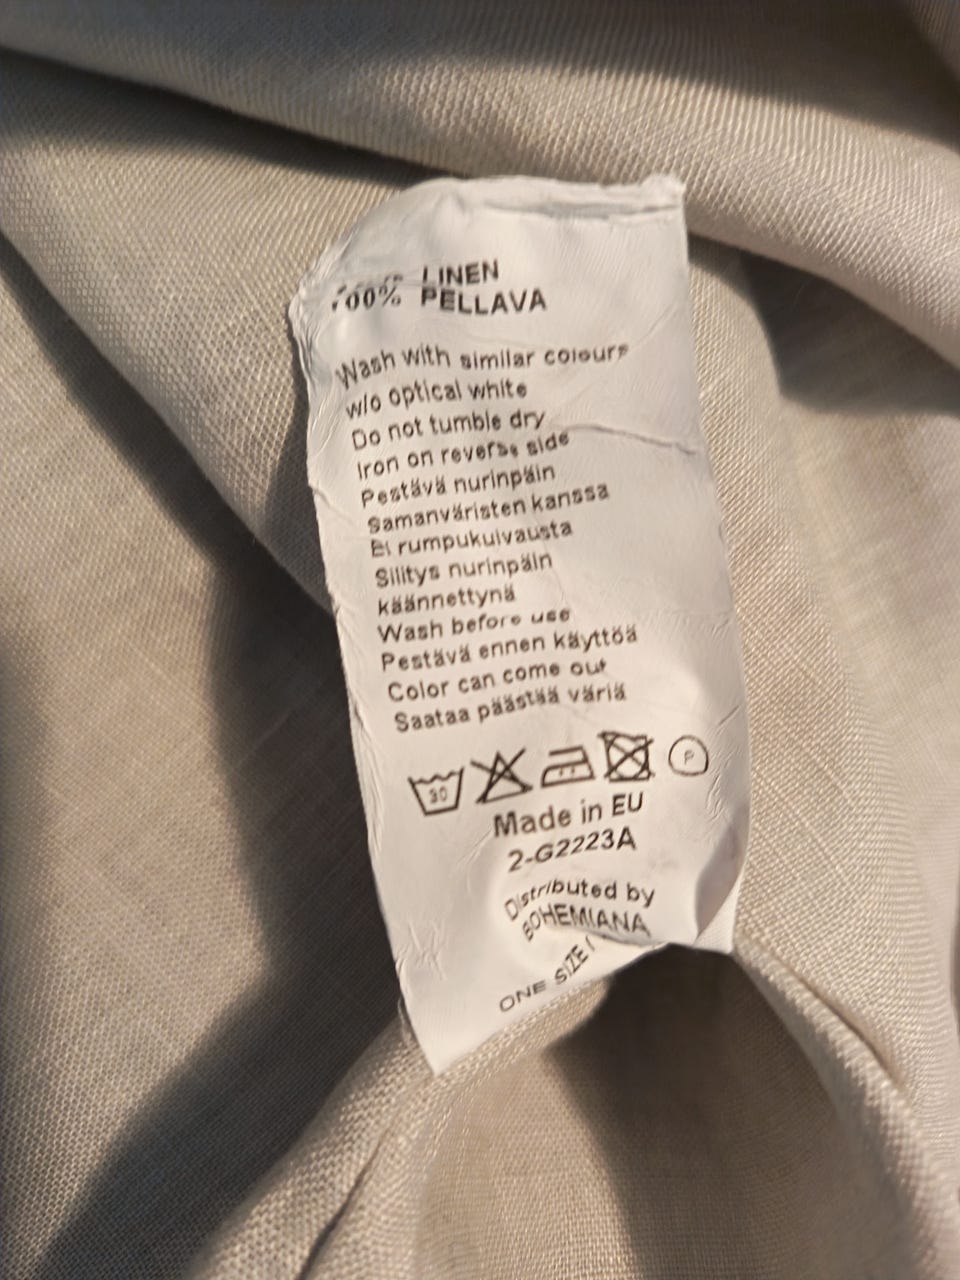 LINEN
100% PELLAVA
Wash with similar colours
w/o optical white
Do not tumble dry
Iron on reverse side
Pestävä nurinpäin
Samanväristen kanssa
Ei rumpukuivausta
Silitys nurinpäin
käännettynä
Wash before use
Pestävä ennen käyttöä
Color can come out
Saataa päästää väriä
30
P
Made in EU
2-G2223A
Distributed by
BOHEMIANA
ONE SIZE /